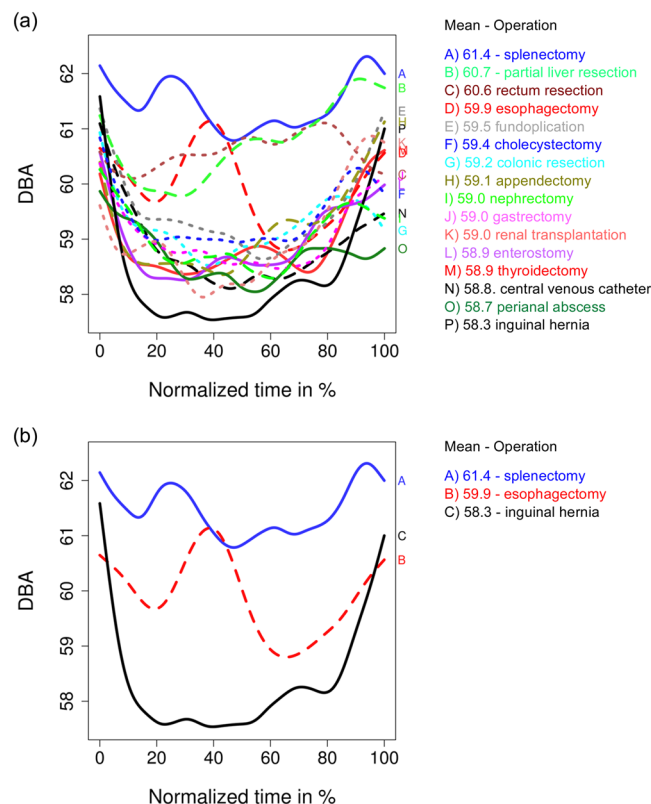 (a)
Mean - Operation
A) 61.4 - splenectomy
B) 60.7 - partial liver resection
C) 60.6 rectum resection
D) 59.9 esophagectomy
E) 59.5 fundoplication
F) 59.4 cholecystectomy
G) 59.2 colonic resection
H) 59.1 appendectomy
I) 59.0 nephrectomy
J) 59.0 gastrectomy
K) 59.0 renal transplantation
L) 58.9 enterostomy
M) 58.9 thyroidectomy
N) 58.8. central venous catheter
O) 58.7 perianal abscess
P) 58.3 inguinal hernia
DBA
62
61
60
59
58
A
B
E
H
P
K
C
F
N
G
O
0 20 40 60 80 100
Normalized time in %
(b)
Mean - Operation
A) 61.4 - splenectomy
B) 59.9 - esophagectomy
C) 58.3 - inguinal hernia
DBA
62
61
60
59
58
A
C
B
0 20 40 60 80 100
Normalized time in %